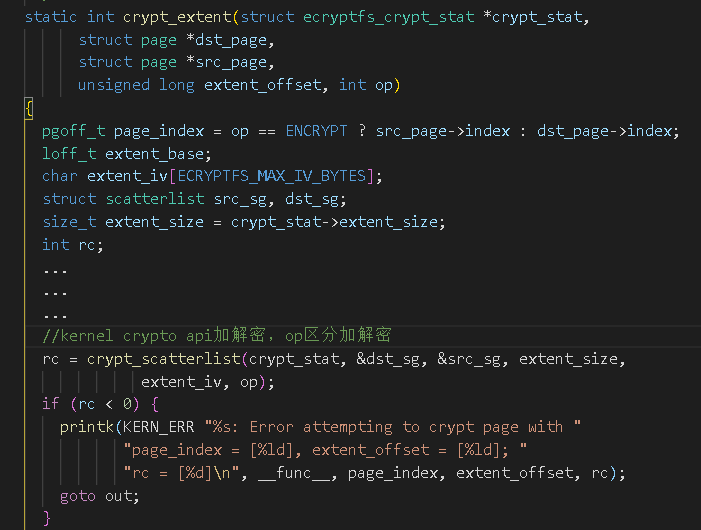 static int crypt_extent(struct ecryptfs_crypt_stat *crypt_stat,
struct page *dst_page,
struct page *src_page,
unsigned long extent_offset, int op)
{
pgoff_t page_index = op == ENCRYPT ? src_page->index : dst_page->index;
loff_t extent_base;
char extent_iv[ECRYPTFS_MAX_IV_BYTES];
struct scatterlist src_sg, dst_sg;
size_t extent_size = crypt_stat->extent_size;
int rc;
...
...
...
//kernel crypto api加解密，op区分加解密
rc = crypt_scatterlist(crypt_stat, &dst_sg, &src_sg, extent_size,
extent_iv, op);
if (rc < 0) {
printk(KERN_ERR "%s: Error attempting to crypt page with "
"page_index = [%ld], extent_offset = [%ld]; "
"rc = [%d]\n", __func__, page_index, extent_offset, rc);
goto out;
}